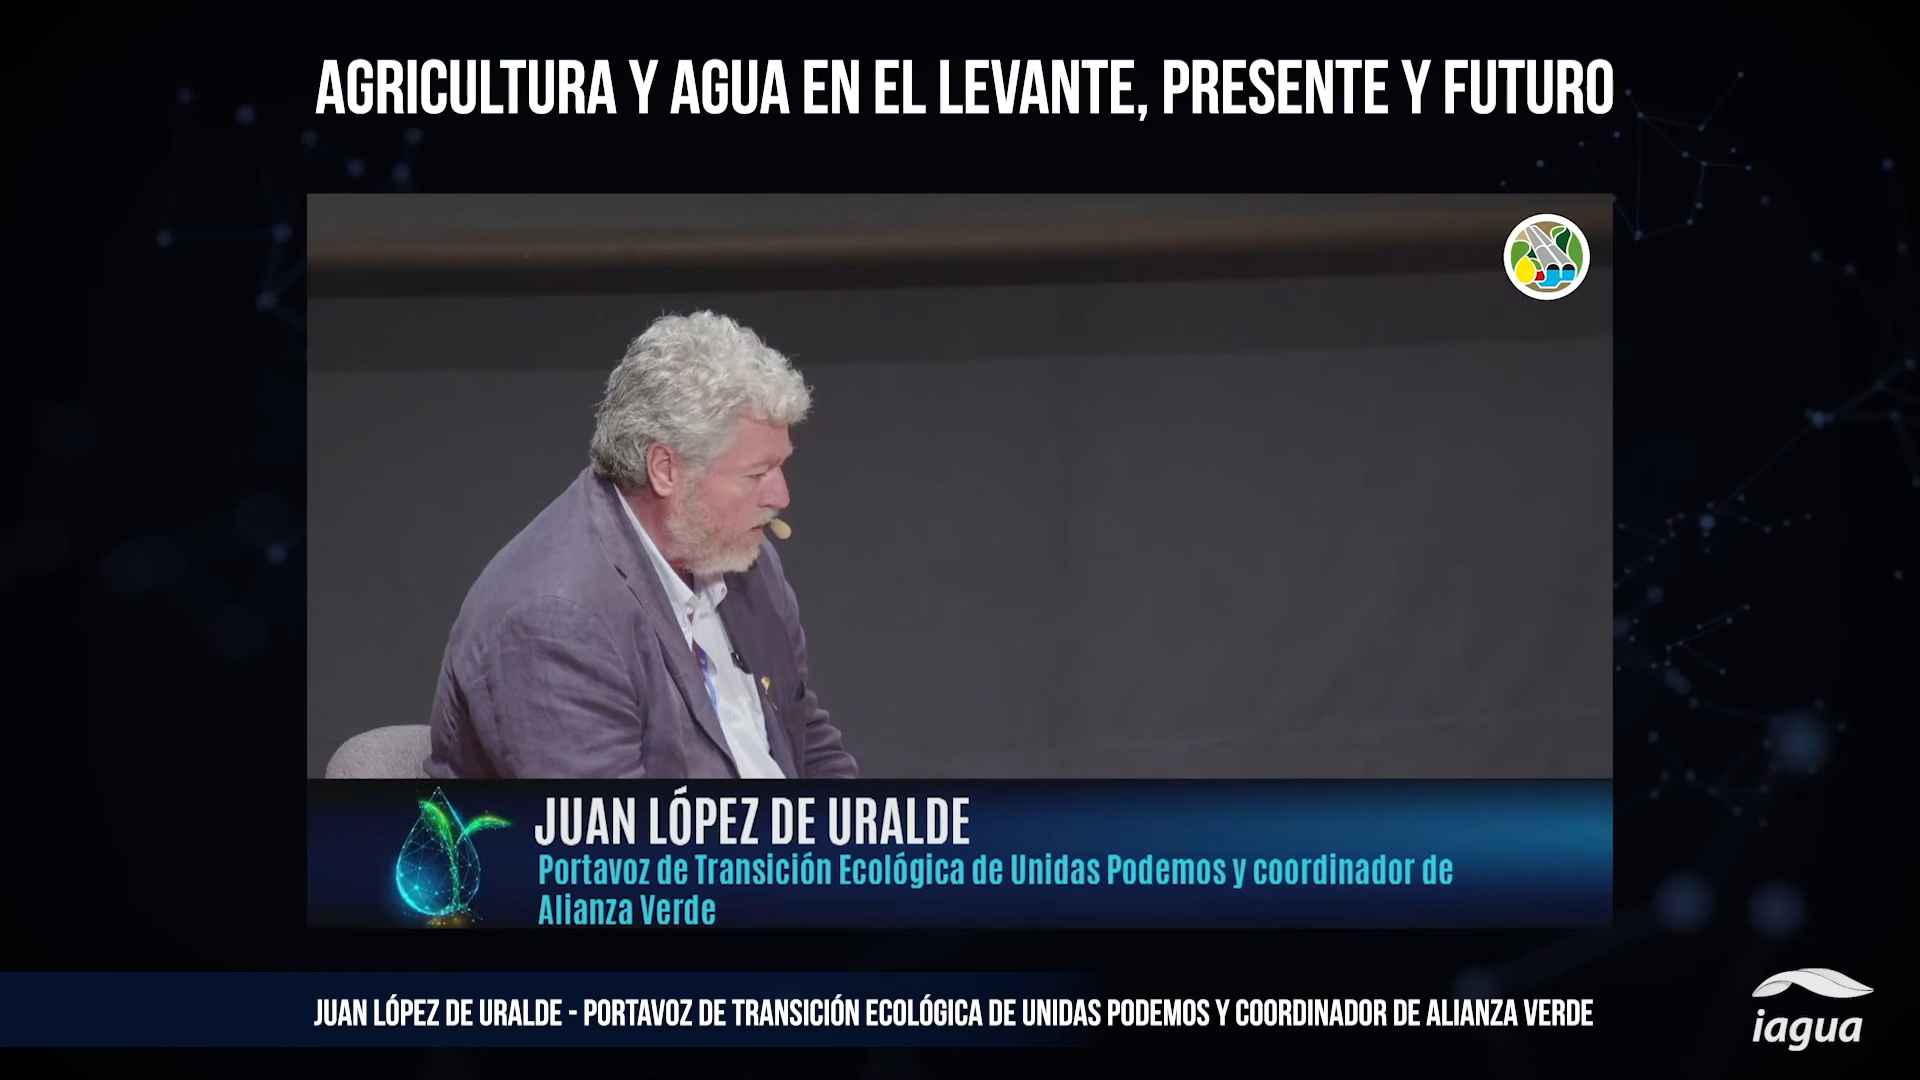 AGRICULTURA Y AGUA EN EL LEVANTE, PRESENTE Y FUTURO
JUAN LÓPEZ DE URALDE
Portavoz de Transición Ecológica de Unidas Podemos y coordinador de
Alianza Verde
JUAN LÓPEZ DE URALDE - PORTAVOZ DE TRANSICIÓN ECOLÓGICA DE UNIDAS PODEMOS Y COORDINADOR DE ALIANZA VERDE
iagua